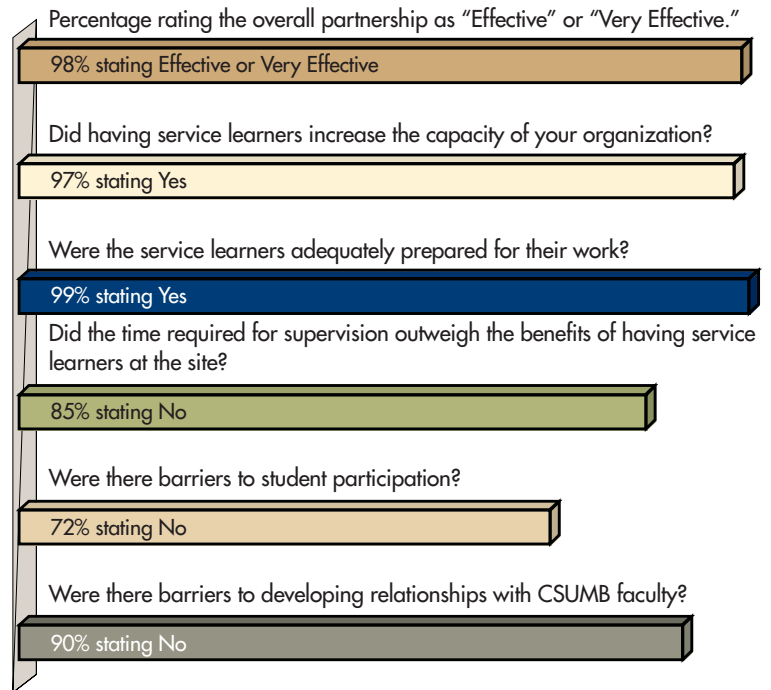 Percentage rating the overall partnership as “Effective” or “Very Effective.”
98% stating Effective or Very Effective
Did having service learners increase the capacity of your organization?
97% stating Yes
Were the service learners adequately prepared for their work?
99% stating Yes
Did the time required for supervision outweigh the benefits of having service
learners at the site?
85% stating No
Were there barriers to student participation?
72% stating No
Were there barriers to developing relationships with CSUMB faculty?
90% stating No